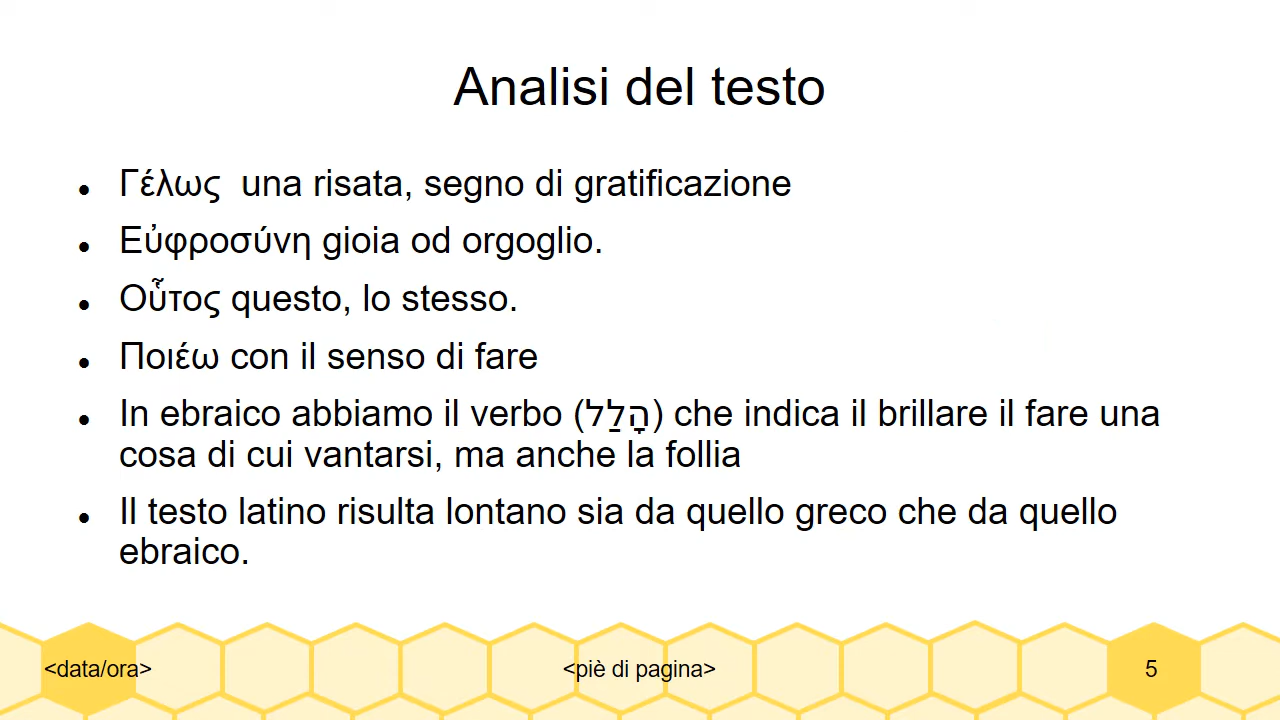 Analisi del testo
Γέλως una risata, segno di gratificazione
Εὐφροσύνη gioia od orgoglio.
Οὗτος questo, lo stesso.
Ποιέω con il senso di fare
In ebraico abbiamo il verbo (הָלַל) che indica il brillare il fare una
cosa di cui vantarsi, ma anche la follia
Il testo latino risulta lontano sia da quello greco che da quello
ebraico.
<data/ora> <piè di pagina> 5